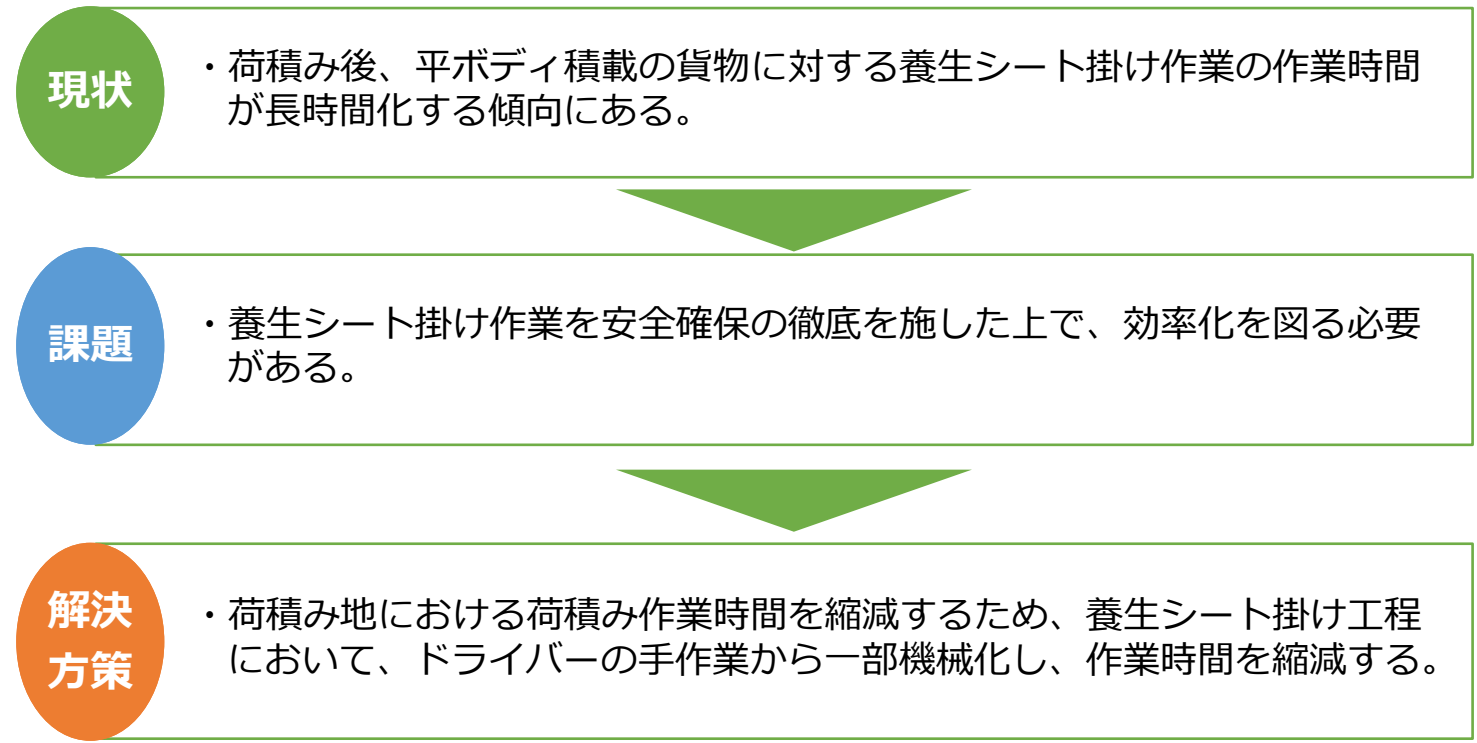 現状
・荷積み後、平ボディ積載の貨物に対する養生シート掛け作業の作業時間
が長時間化する傾向にある。
課題
・養生シート掛け作業を安全確保の徹底を施した上で、効率化を図る必要
がある。
解決
方策
・荷積み地における荷積み作業時間を縮減するため、養生シート掛け工程
において、ドライバーの手作業から一部機械化し、作業時間を縮減する。